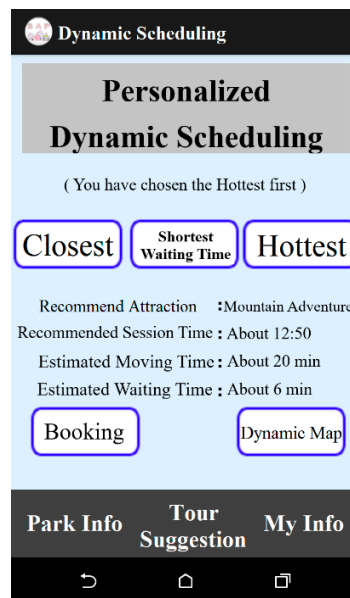 Dynamic Scheduling
Personalized
Dynamic Scheduling
( You have chosen the Hottest first )
Closest
Shortest
Waiting Time
Hottest
Recommend Attraction :Mountain Adventure
Recommended Session Time : About 12:50
Estimated Moving Time : About 20 min
Estimated Waiting Time : About 6 min
Booking
Dynamic Map
Park Info
Tour
Suggestion
My Info